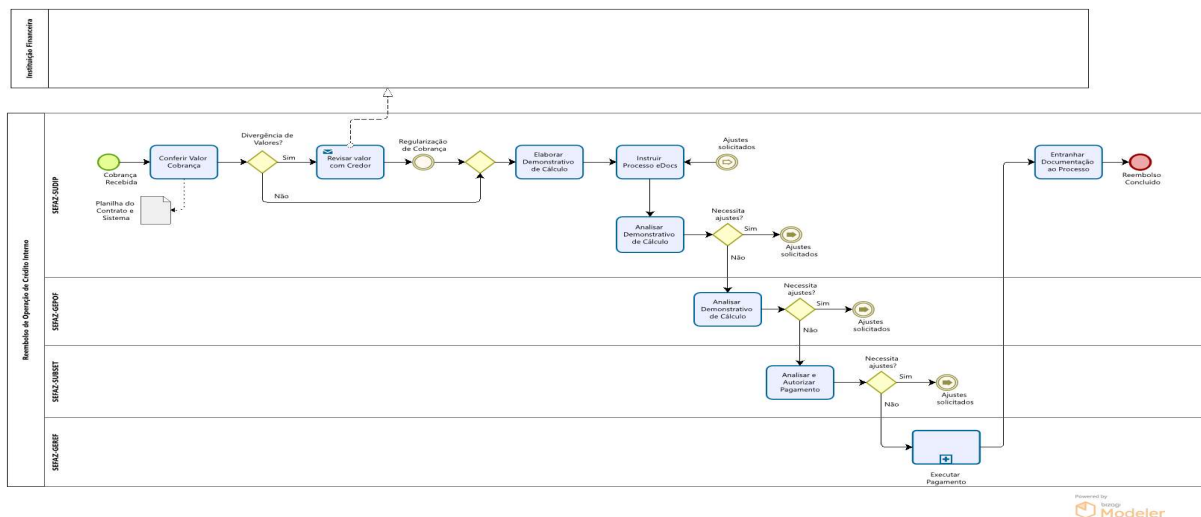 Instituição Financeira
Reembolso de Operação de Crédito Interno
SEFAZ-SUDIP
Cobrança
Recebida
Conferir Valor
Cobrança
Planilha do
Contrato e
Sistema
Divergência de
Valores?
Sim
Não
Revisar valor
com Credor
Regularização
de Cobrança
Elaborar
Demonstrativo
de Cálculo
Instruir
Processo eDocs
Ajustes
solicitados
Analisar
Demonstrativo
de Cálculo
Necessita
ajustes?
Sim
Não
Ajustes
solicitados
Entranhar
Documentação
ao Processo
Reembolso
Concluído
SEFAZ-GEPOF
Analisar
Demonstrativo
de Cálculo
Necessita
ajustes?
Sim
Não
Ajustes
solicitados
SEFAZ-SUBSET
Analisar e
Autorizar
Pagamento
Necessita
ajustes?
Sim
Não
Ajustes
solicitados
SEFAZ-GEREF
Executar
Pagamento
Powered by
bizagi
Modeler